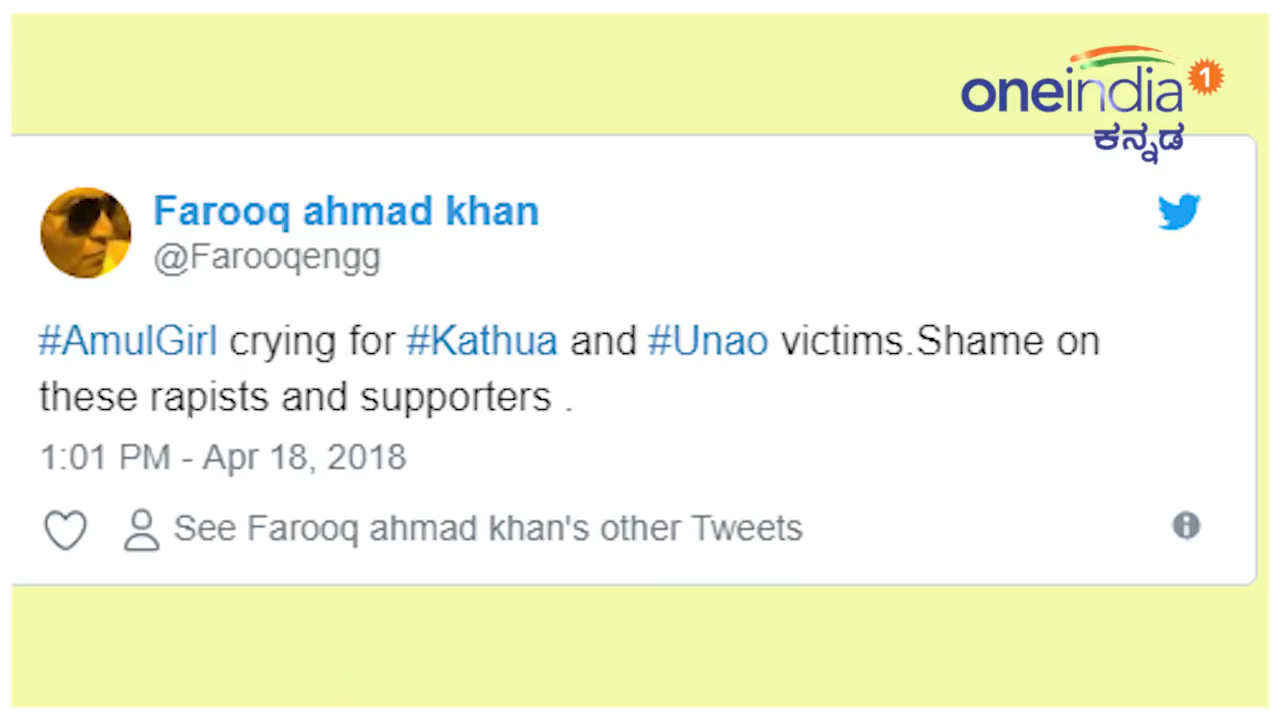 oneindia 1
ಕನ್ನಡ
Farooq ahmad khan
@Farooqengg
#AmulGirl crying for #Kathua and #Unao victims.Shame on
these rapists and supporters .
1:01 PM - Apr 18, 2018
See Farooq ahmad khan's other Tweets